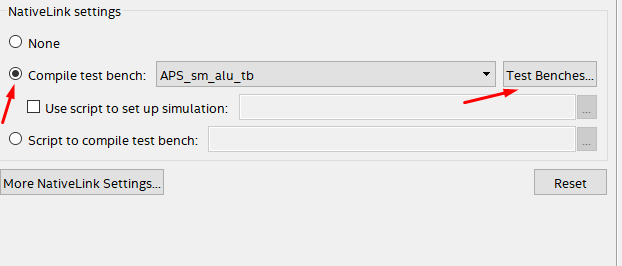 NativeLink settings
None
Compile test bench: APS_sm_alu_tb Test Benches...
Use script to set up simulation: ...
Script to compile test bench: ...
More NativeLink Settings... Reset